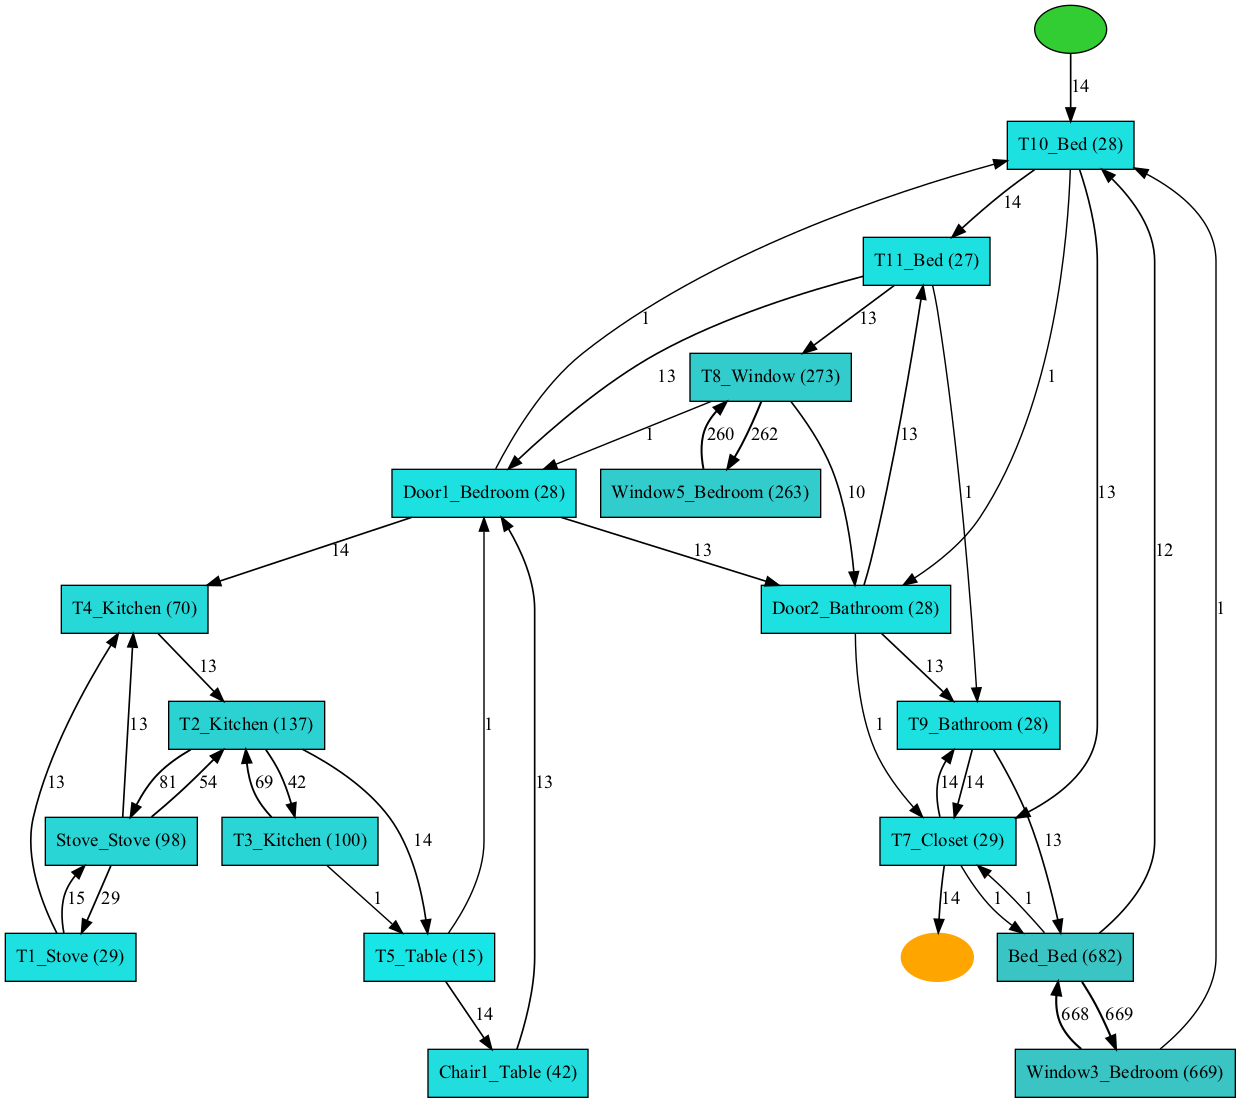 14
T10_Bed (28)
14
T11_Bed (27)
1
13
13
1
T8_Window (273)
1
260
262
Door1_Bedroom (28)
Window5_Bedroom (263)
10
1
13
13
14
13
12
T4_Kitchen (70)
Door2_Bathroom (28)
1
13
13
T2_Kitchen (137)
T9_Bathroom (28)
13
1
1
13
81
54
69
42
14
14
Stove_Stove (98)
T3_Kitchen (100)
14
T7_Closet (29)
13
15
29
1
13
14
1
1
T1_Stove (29)
T5_Table (15)
Bed_Bed (682)
14
668
669
Chair1_Table (42)
Window3_Bedroom (669)